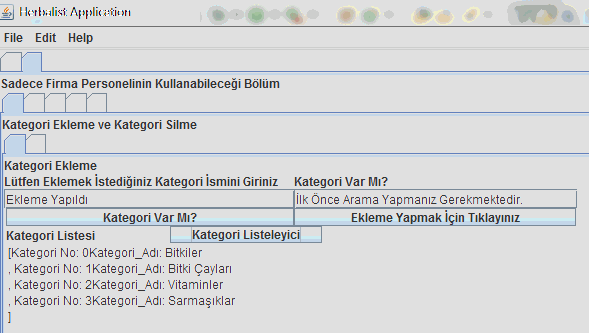 Herbalist Application
File Edit Help
Sadece Firma Personelinin Kullanabileceği Bölüm
Kategori Ekleme ve Kategori Silme
Kategori Ekleme
Lütfen Eklemek İstediğiniz Kategori İsmini Giriniz Kategori Var Mı?
Ekleme Yapıldı İlk Önce Arama Yapmanız Gerekmektedir.
Kategori Var Mı? Ekleme Yapmak İçin Tıklayınız
Kategori Listesi Kategori Listeleyici
[Kategori No: 0Kategori_Adı: Bitkiler
, Kategori No: 1Kategori_Adı: Bitki Çayları
, Kategori No: 2Kategori_Adı: Vitaminler
, Kategori No: 3Kategori_Adı: Sarmaşıklar
]